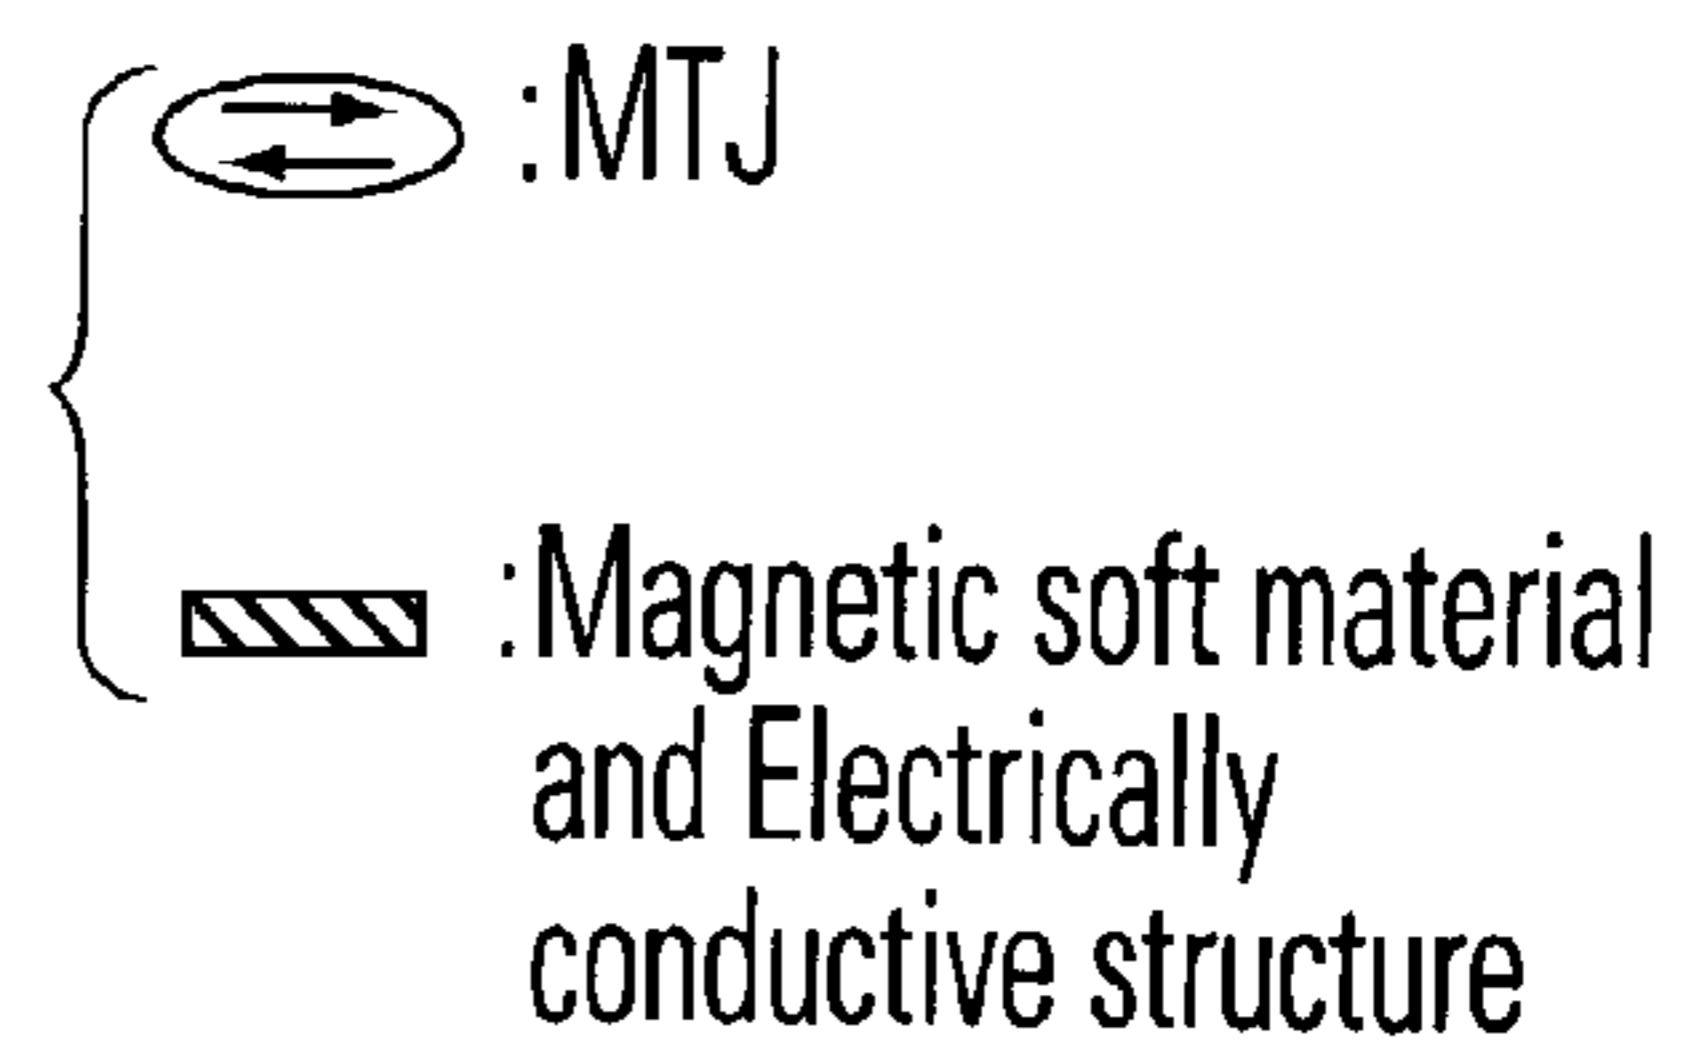 :MTJ
:Magnetic soft material
and Electrically
conductive structure